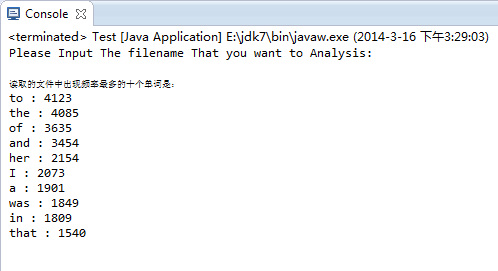 Console
<terminated> Test [Java Application] E:\jdk7\bin\javaw.exe (2014-3-16 下午3:29:03)
Please Input The filename That you want to Analysis:
读取的文件中出现频率最多的十个单词是:
to : 4123
the : 4085
of : 3635
and : 3454
her : 2154
I : 2073
a : 1901
was : 1849
in : 1809
that : 1540